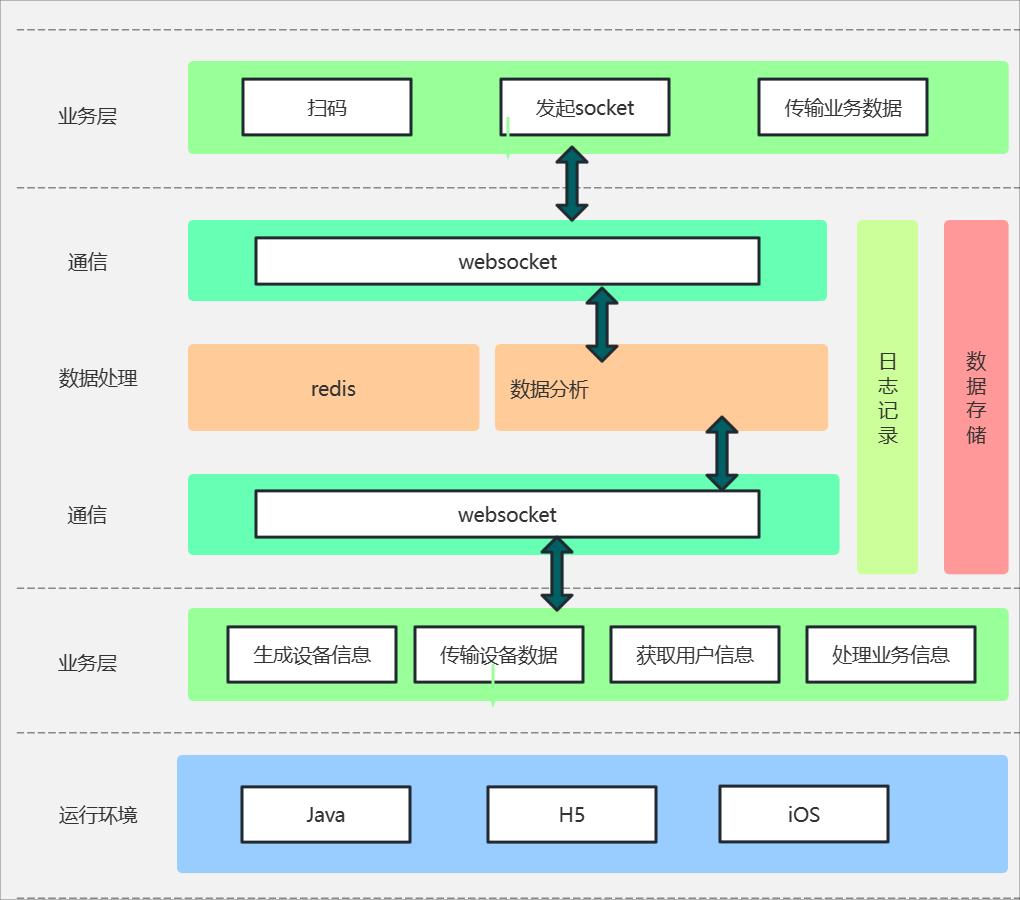 业务层
扫码
发起socket
传输业务数据
通信
websocket
数据处理
redis
数据分析
日志记录
数据存储
通信
websocket
业务层
生成设备信息
传输设备数据
获取用户信息
处理业务信息
运行环境
Java
H5
iOS